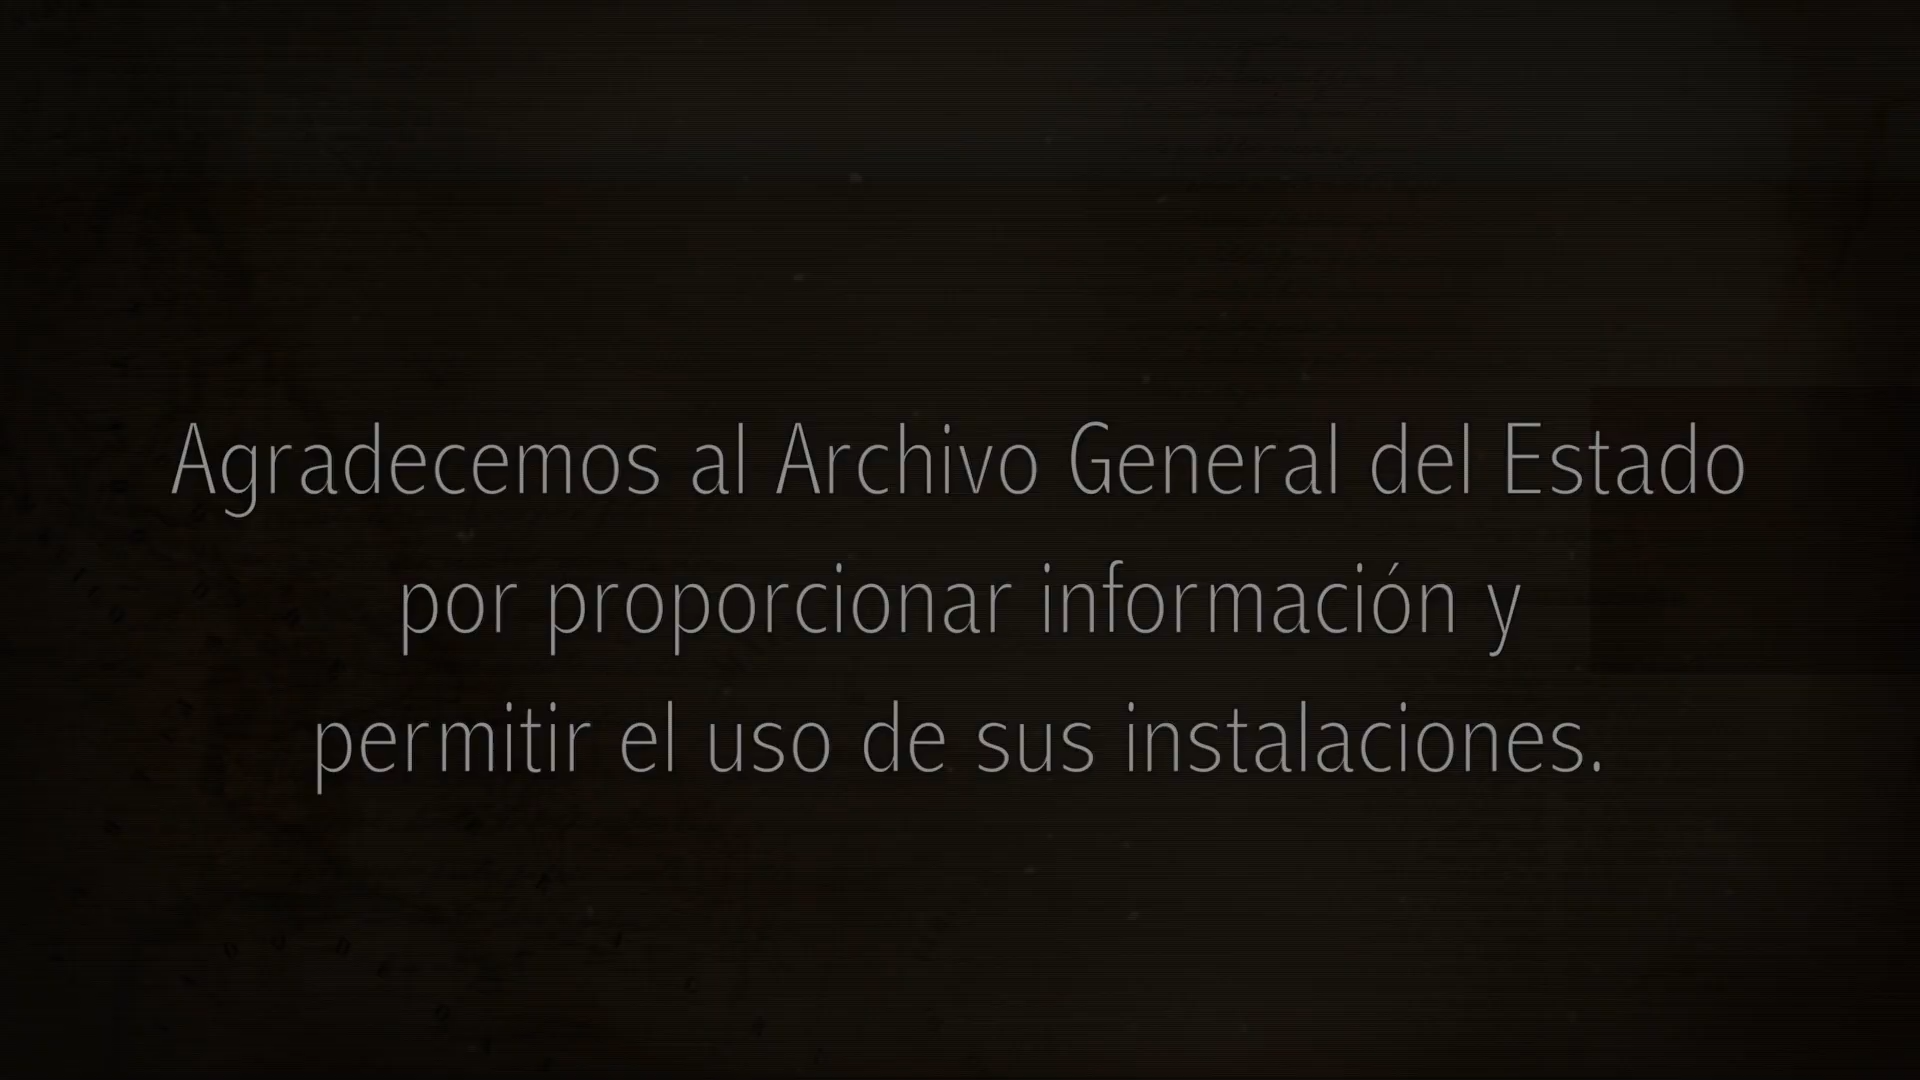 Agradecemos al Archivo General del Estado
por proporcionar información y
permitir el uso de sus instalaciones.